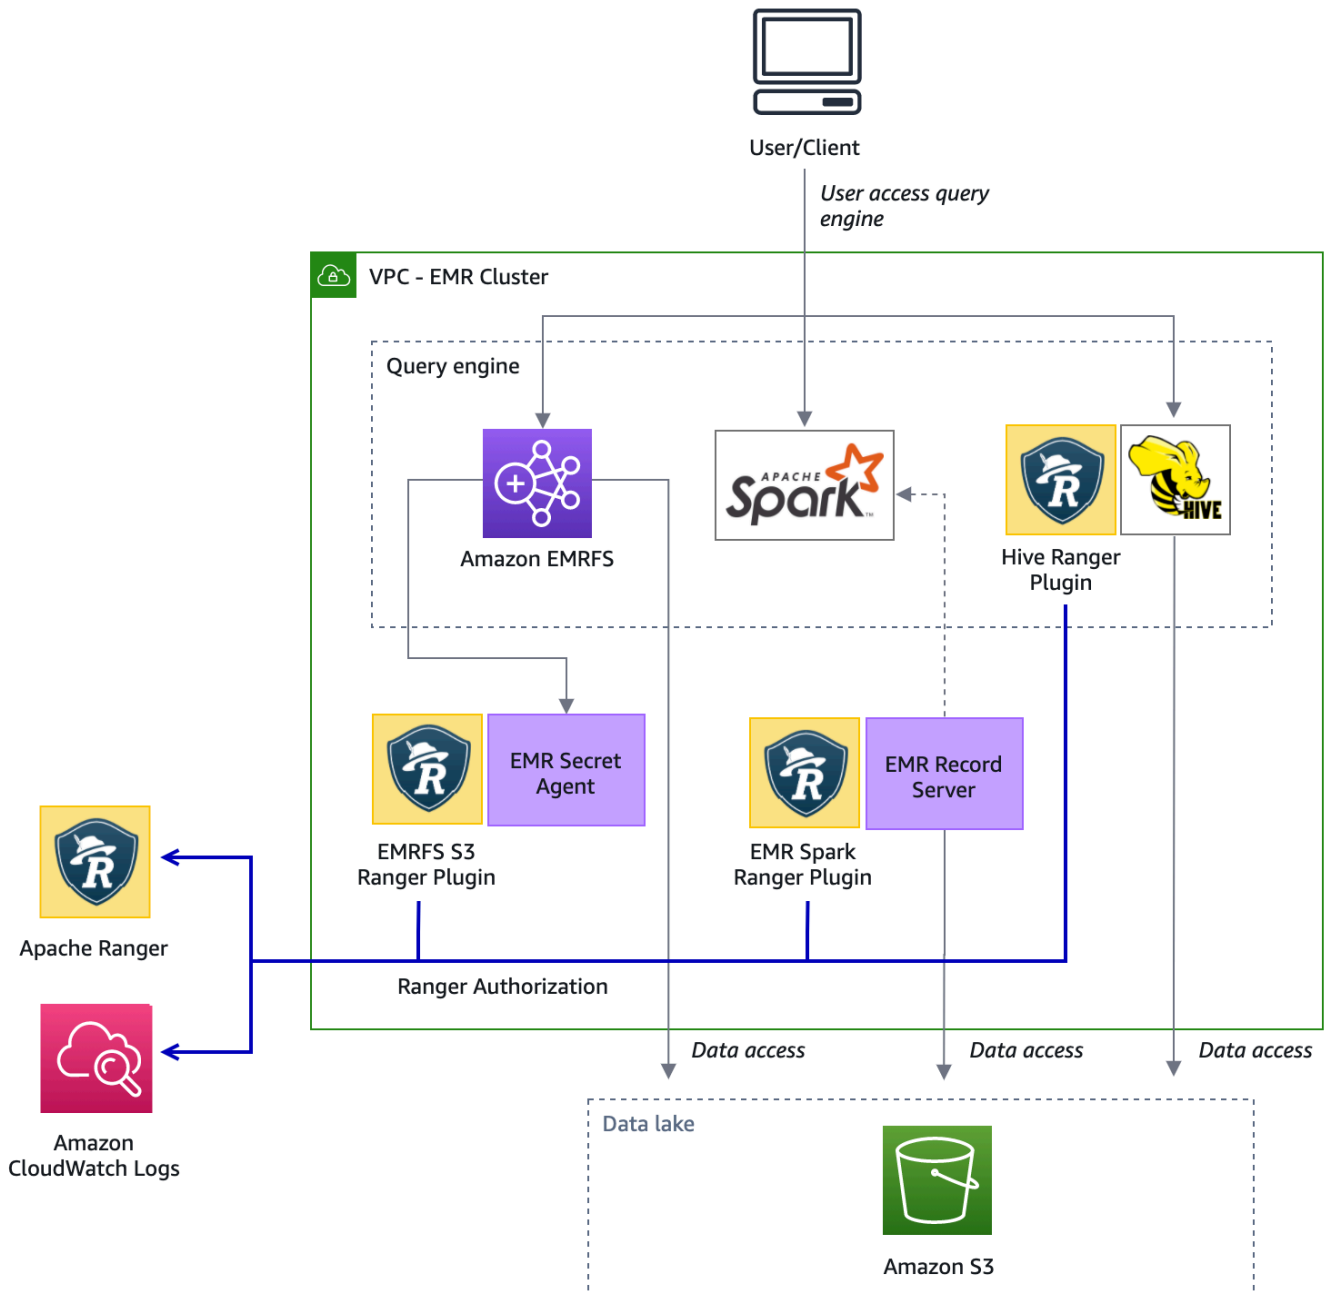 User/Client
User access query
engine
VPC - EMR Cluster
Query engine
APACHE
Spark
TM
R
HIVE
Amazon EMRFS
Hive Ranger
Plugin
R
EMR Secret
Agent
R
EMR Record
Server
R
EMRFS S3
Ranger Plugin
EMR Spark
Ranger Plugin
Apache Ranger
Ranger Authorization
Data access
Data access
Data access
Amazon
CloudWatch Logs
Data lake
Amazon S3